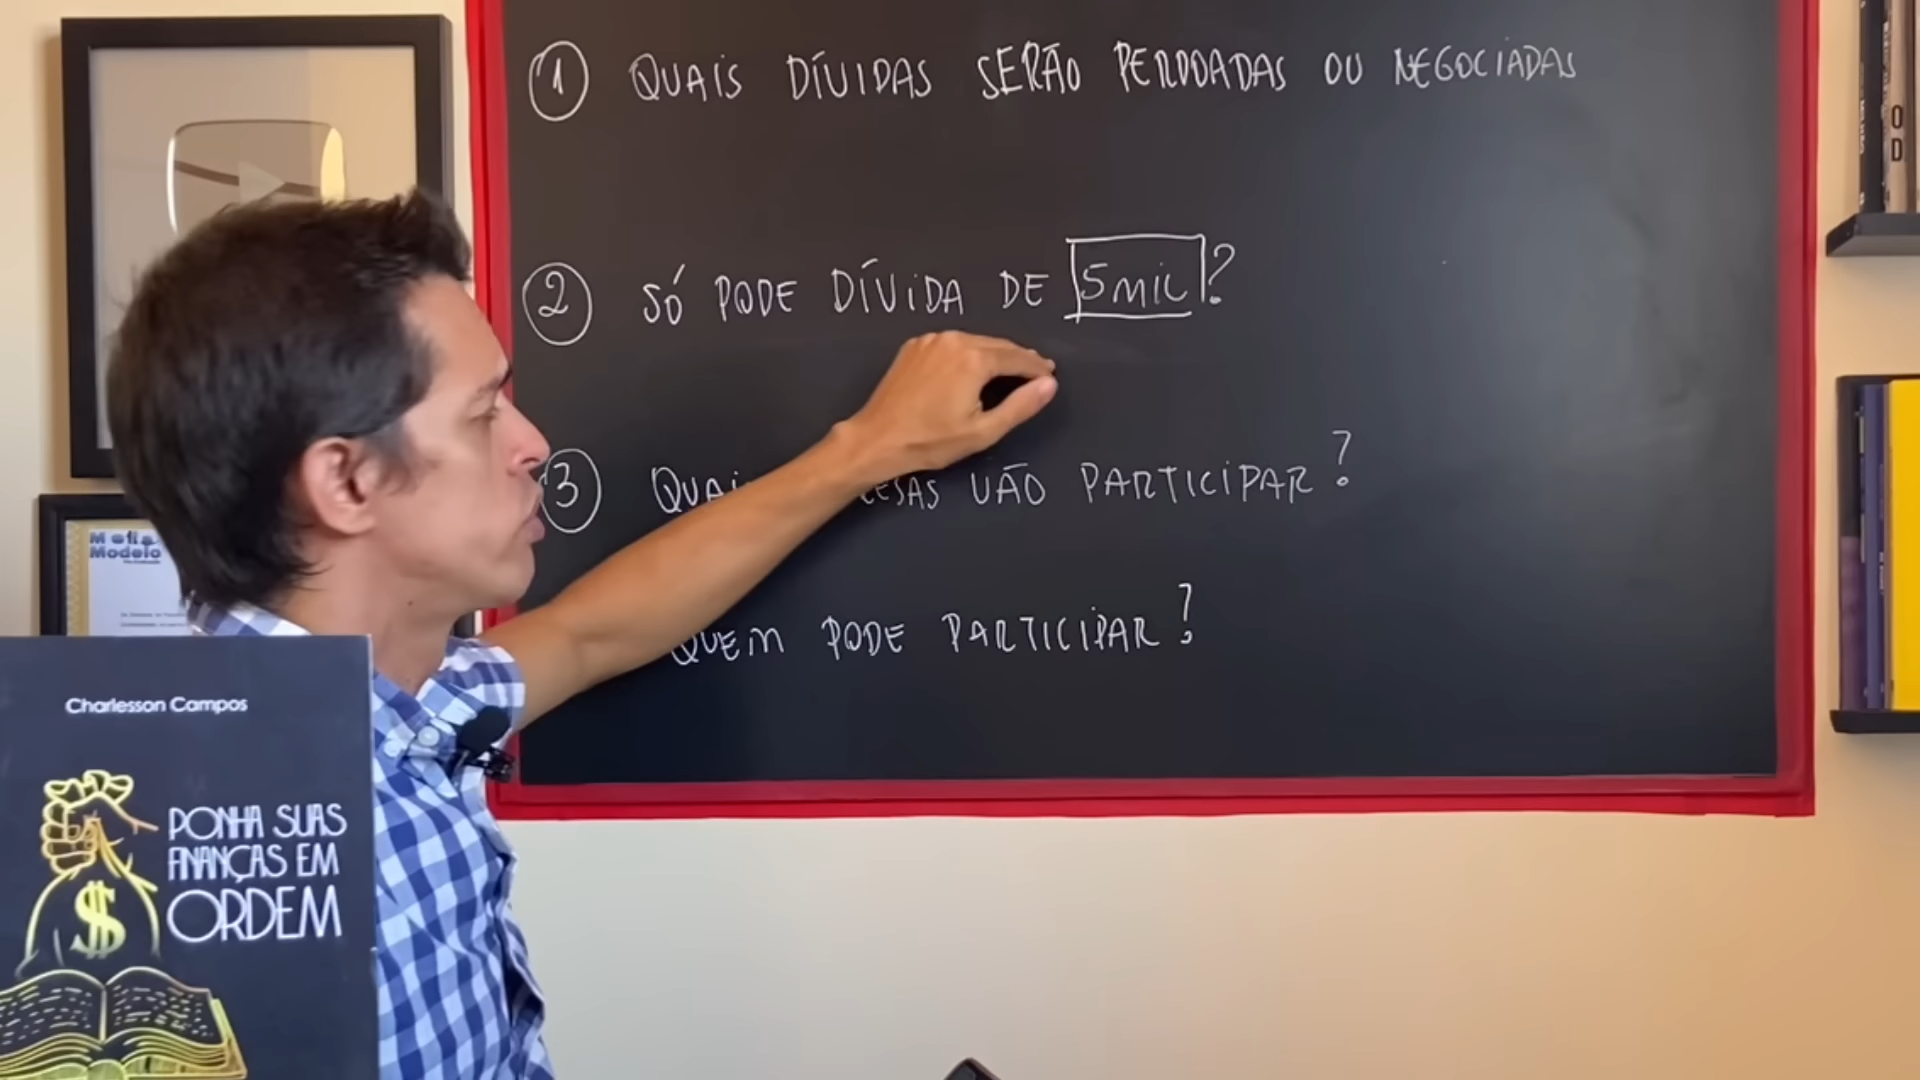 1 QUAIS DÍVIDAS SERÃO PERDOADAS OU NEGOCIADAS
2 SÓ PODE DÍVIDA DE 5 MIL?
3 VÃO PARTICIPAR?
QUEM PODE PARTICIPAR?
Modelo
Charlesson Campos
PONHA SUAS
FINANÇAS EM
ORDEM
$
O
D